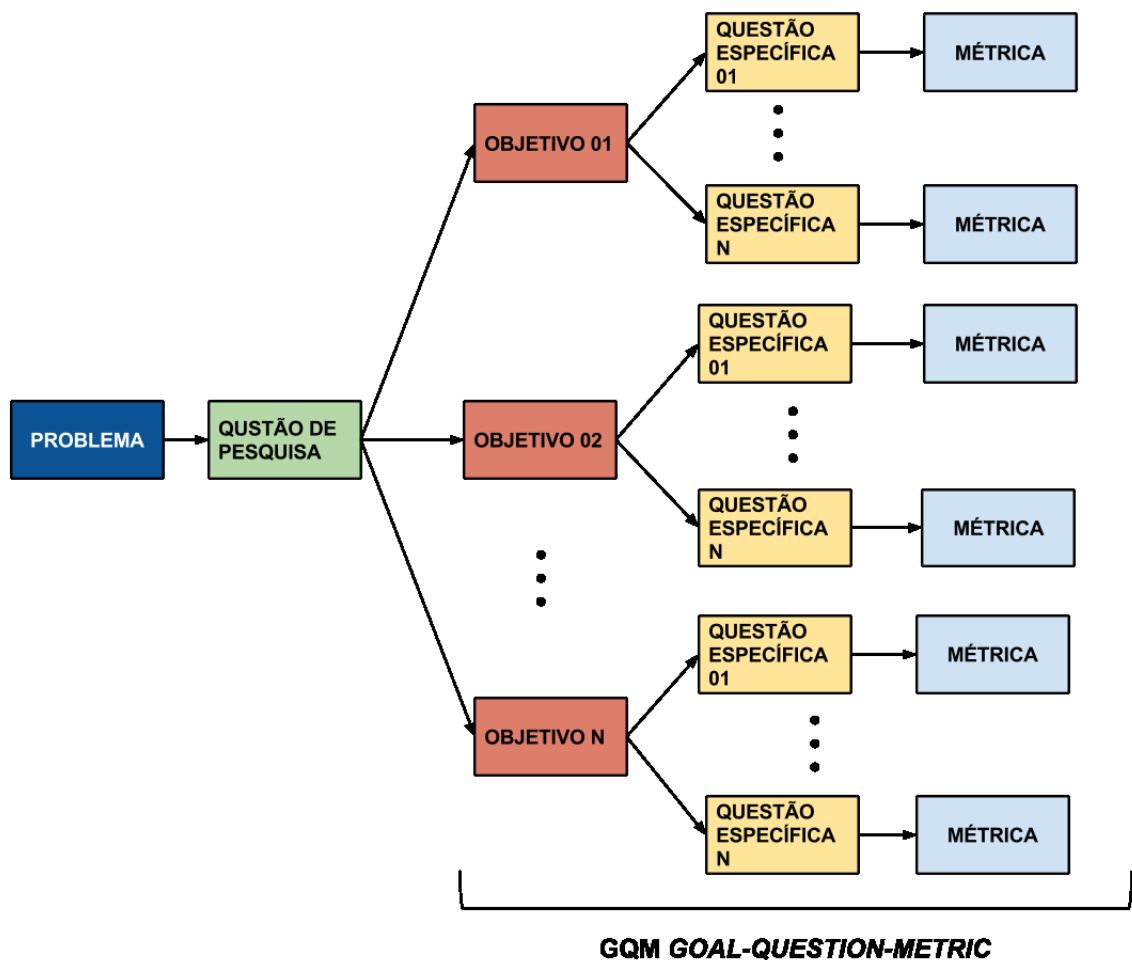 PROBLEMA
QUSTÃO DE
PESQUISA
OBJETIVO 01
QUESTÃO
ESPECÍFICA
01
MÉTRICA
QUESTÃO
ESPECÍFICA
N
MÉTRICA
OBJETIVO 02
QUESTÃO
ESPECÍFICA
01
MÉTRICA
QUESTÃO
ESPECÍFICA
N
MÉTRICA
OBJETIVO N
QUESTÃO
ESPECÍFICA
01
MÉTRICA
QUESTÃO
ESPECÍFICA
N
MÉTRICA
GQM GOAL-QUESTION-METRIC